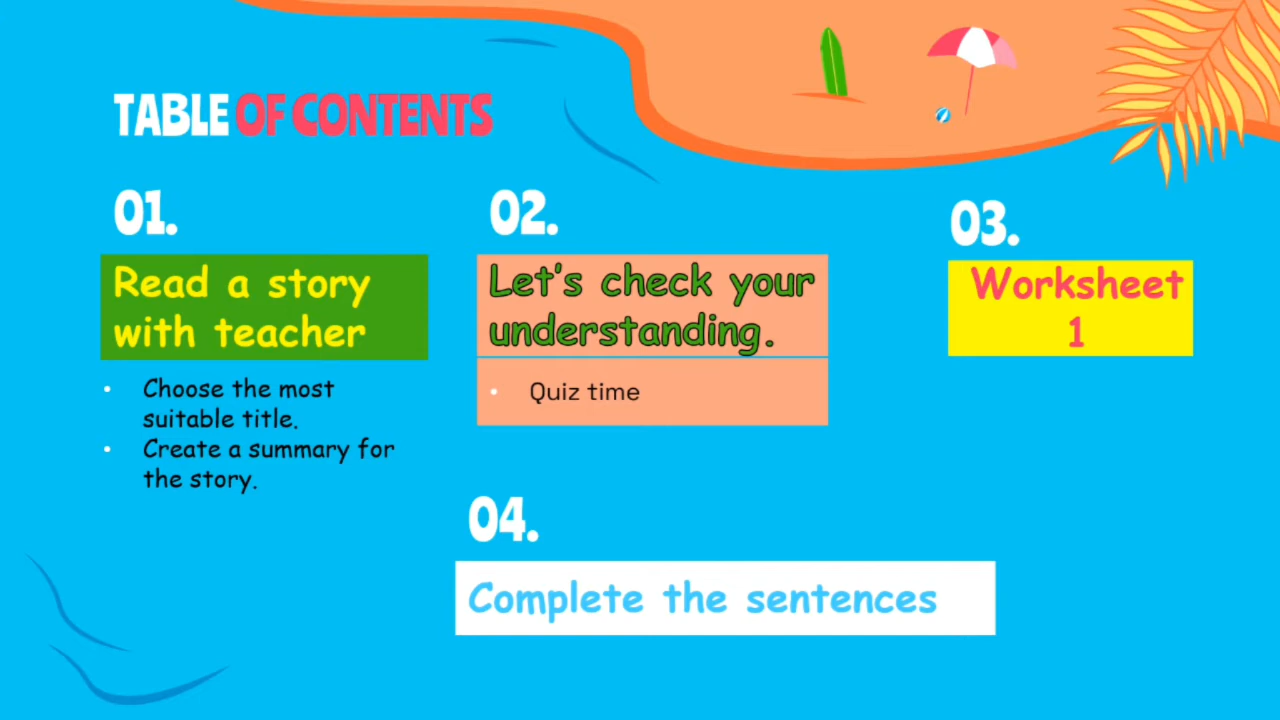 TABLE OF CONTENTS
01.
Read a story
with teacher
• Choose the most
suitable title.
• Create a summary for
the story.
02.
Let's check your
understanding.
• Quiz time
03.
Worksheet
1
04.
Complete the sentences